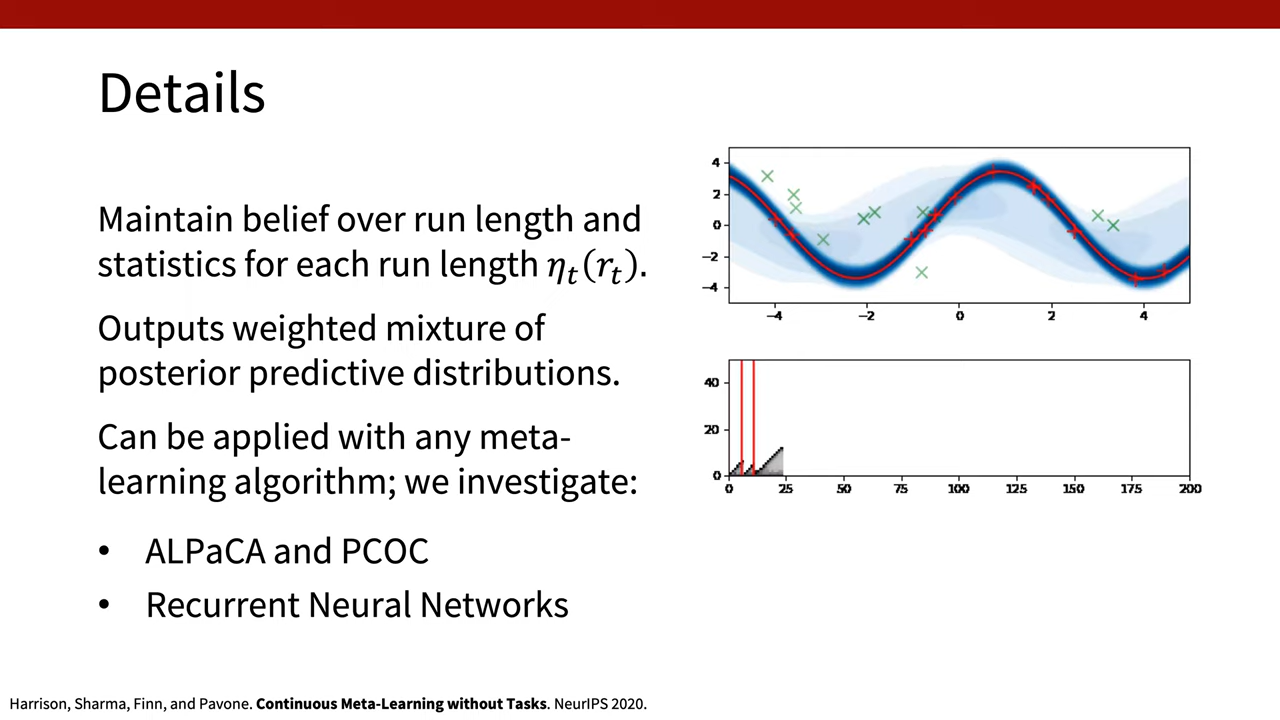 Details
Maintain belief over run length and
statistics for each run length η_t(r_t).
Outputs weighted mixture of
posterior predictive distributions.
Can be applied with any meta-
learning algorithm; we investigate:
• ALPaCA and PCOC
• Recurrent Neural Networks
4
2
0
−2
−4
−4 −2 0 2 4
40
20
0
0 25 50 75 100 125 150 175 200
Harrison, Sharma, Finn, and Pavone. Continuous Meta-Learning without Tasks. NeurIPS 2020.